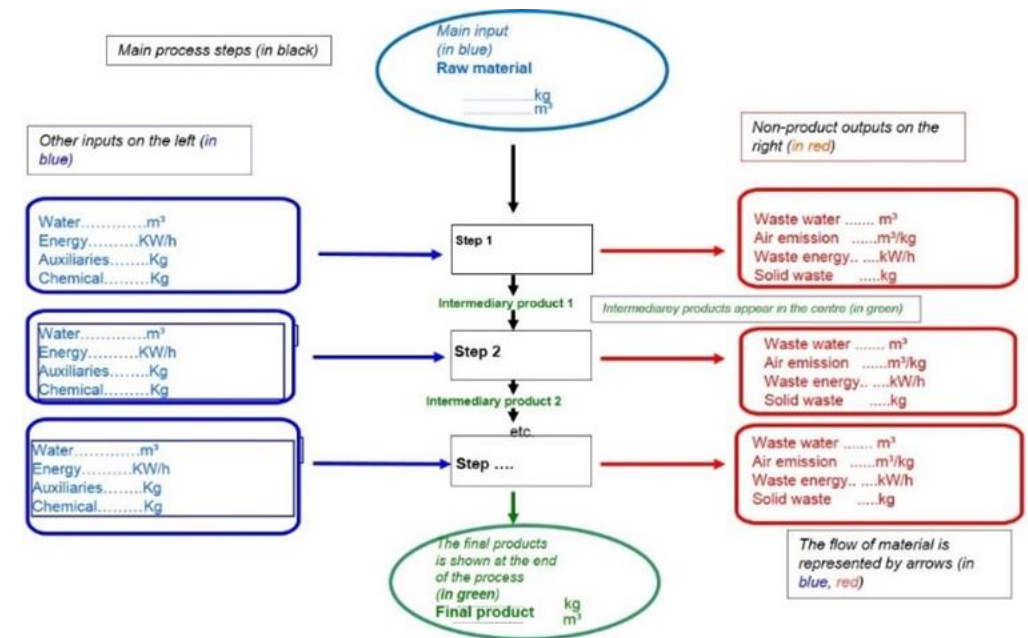 Main input
(in blue)
Raw material
..................kg
..................m³
Main process steps (in black)
Other inputs on the left (in
blue)
Non-product outputs on the
right (in red)
Water............m³
Energy.........KW/h
Auxiliaries........Kg
Chemical.........Kg
Step 1
Waste water ....... m³
Air emission ......m³/kg
Waste energy.. ....kW/h
Solid waste .....kg
Intermediary product 1
Intermediarey products appear in the centre (in green)
Water............m³
Energy.........KW/h
Auxiliaries........Kg
Chemical.........Kg
Step 2
Waste water ....... m³
Air emission ......m³/kg
Waste energy.. ....kW/h
Solid waste .....kg
Intermediary product 2
etc.
Water............m³
Energy.........KW/h
Auxiliaries........Kg
Chemical.........Kg
Step ....
Waste water ....... m³
Air emission ......m³/kg
Waste energy.. ....kW/h
Solid waste .....kg
The final products
is shown at the end
of the process
(in green)
Final product
kg
m³
The flow of material is
represented by arrows (in
blue, red)